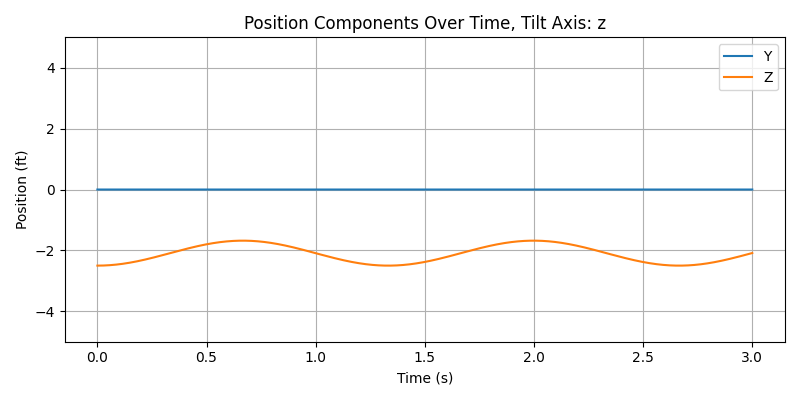 Position Components Over Time, Tilt Axis: z
Y
Z
4
2
0
−2
−4
Position (ft)
0.0 0.5 1.0 1.5 2.0 2.5 3.0
Time (s)